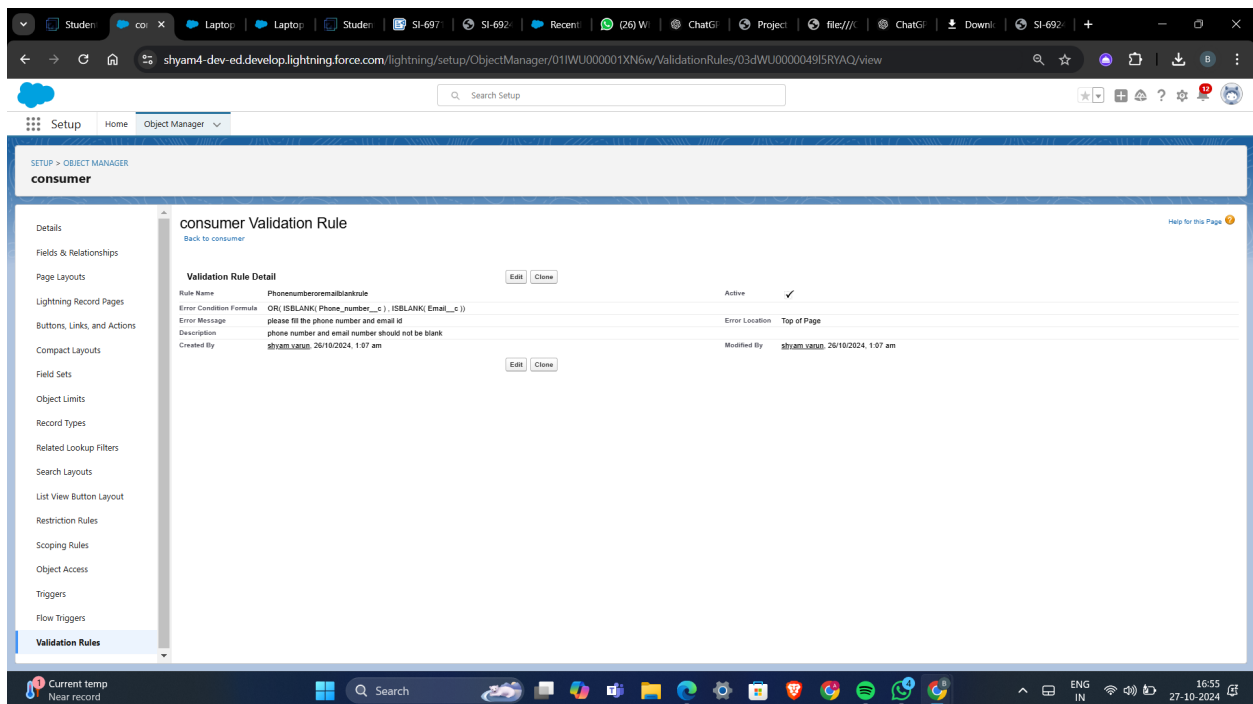 Studen
coi
Laptop
Laptop
Studen
SI-697
SI-692
Recent
(26) W
ChatG
Project
file:///
ChatG
Downlo
SI-692
shyam4-dev-ed.develop.lightning.force.com/lightning/setup/ObjectManager/01IWU000001XN6w/ValidationRules/03dWU0000049I5RYAQ/view
B
Search Setup
12
Setup Home Object Manager
SETUP > OBJECT MANAGER
consumer
Details
Fields & Relationships
Page Layouts
Lightning Record Pages
Buttons, Links, and Actions
Compact Layouts
Field Sets
Object Limits
Record Types
Related Lookup Filters
Search Layouts
List View Button Layout
Restriction Rules
Scoping Rules
Object Access
Triggers
Flow Triggers
Validation Rules
consumer Validation Rule
Help for this Page
Back to consumer
Validation Rule Detail Edit Clone
Rule Name Phonenumberoremailblankrule Active
Error Condition Formula OR( ISBLANK( Phone_number__c ) , ISBLANK( Email__c ))
Error Message please fill the phone number and email id Error Location Top of Page
Description phone number and email number should not be blank
Created By shyam varun, 26/10/2024, 1:07 am Modified By shyam varun, 26/10/2024, 1:07 am
Edit Clone
1
Current temp
Near record
Search
4
ENG
IN
16:55
27-10-2024